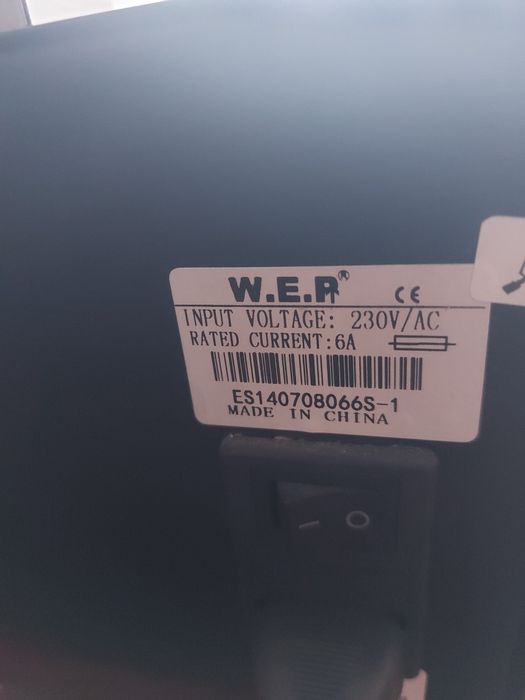 W.E.P®
CE
INPUT VOLTAGE: 230V/AC
RATED CURRENT:6A
ES140708066S-1
MADE IN CHINA
I O